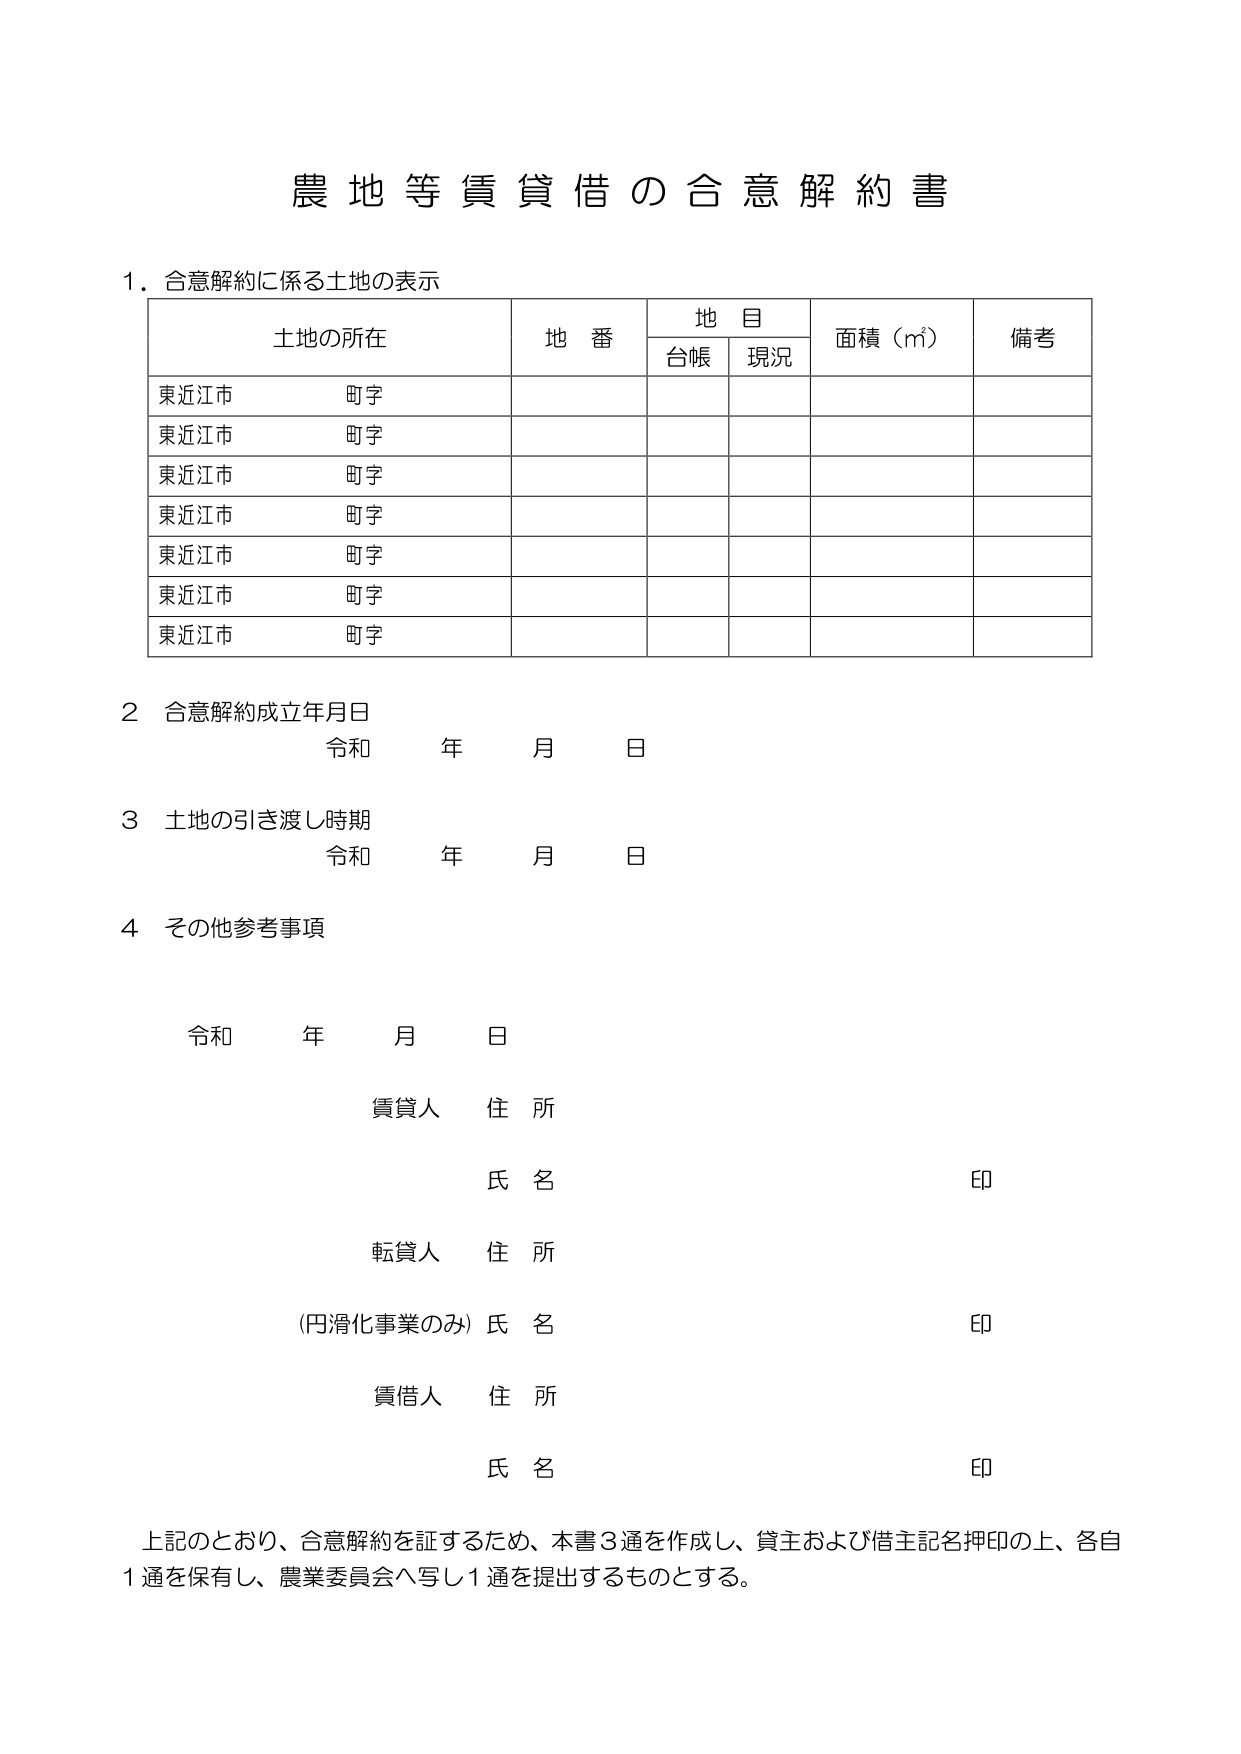 農地等賃貸借の合意解約書
１．合意解約に係る土地の表示
土地の所在　地　番　地　目　面積（㎡）　備考
台帳　現況
東近江市　町字
東近江市　町字
東近江市　町字
東近江市　町字
東近江市　町字
東近江市　町字
東近江市　町字
２　合意解約成立年月日
令和　年　月　日
３　土地の引き渡し時期
令和　年　月　日
４　その他参考事項
令和　年　月　日
賃貸人　住　所
氏　名　印
転貸人　住　所
(円滑化事業のみ) 氏　名　印
賃借人　住　所
氏　名　印
上記のとおり、合意解約を証するため、本書３通を作成し、貸主および借主記名押印の上、各自
1 通を保有し、農業委員会へ写し 1 通を提出するものとする。